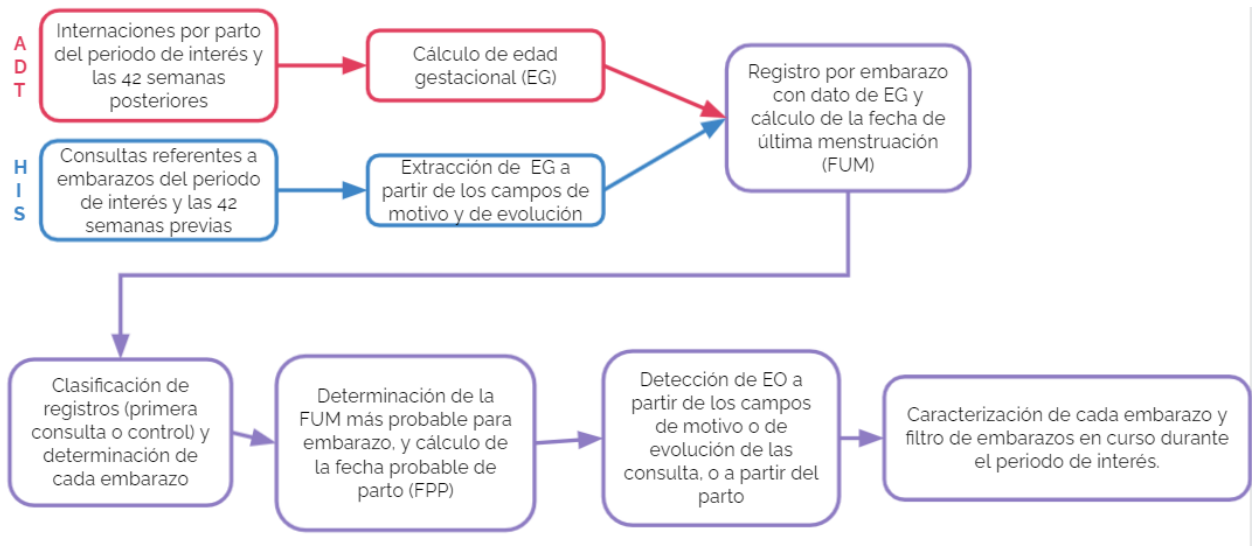 A
D
T
Internaciones por parto
del periodo de interés y
las 42 semanas
posteriores
Cálculo de edad
gestacional (EG)
Registro por embarazo
con dato de EG y
cálculo de la fecha de
última menstruación
(FUM)
H
I
S
Consultas referentes a
embarazos del periodo
de interés y las 42
semanas previas
Extracción de EG a
partir de los campos de
motivo y de evolución
Clasificación de
registros (primera
consulta o control) y
determinación de
cada embarazo
Determinación de la
FUM más probable para
embarazo, y cálculo de
la fecha probable de
parto (FPP)
Detección de EO a
partir de los campos
de motivo o de
evolución de las
consulta, o a partir del
parto
Caracterización de cada embarazo y
filtro de embarazos en curso durante
el periodo de interés.